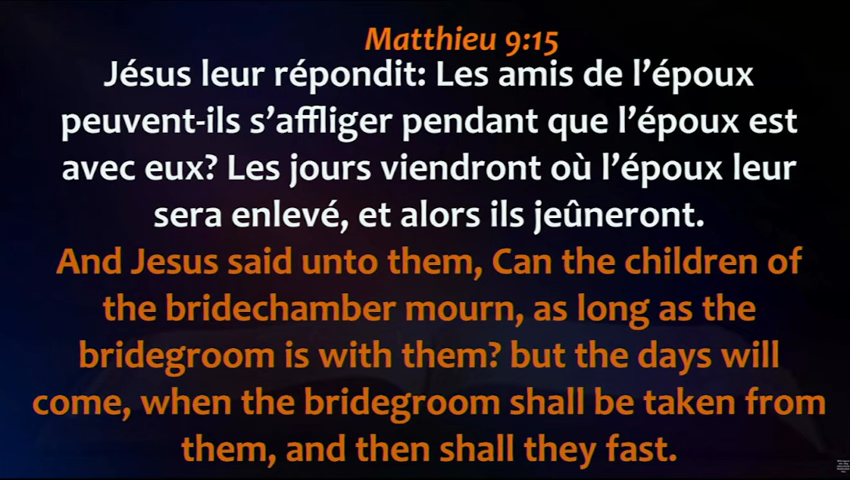 Matthieu 9:15
Jésus leur répondit: Les amis de l’époux
peuvent-ils s’affliger pendant que l’époux est
avec eux? Les jours viendront où l’époux leur
sera enlevé, et alors ils jeûneront.
And Jesus said unto them, Can the children of
the bridechamber mourn, as long as the
bridegroom is with them? but the days will
come, when the bridegroom shall be taken from
them, and then shall they fast.